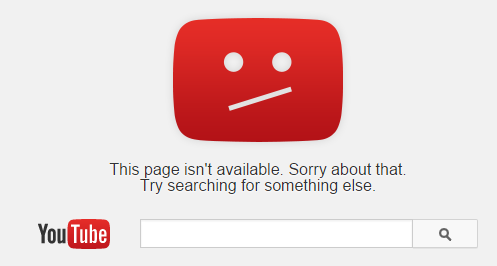 This page isn't available. Sorry about that.
Try searching for something else.
YouTube